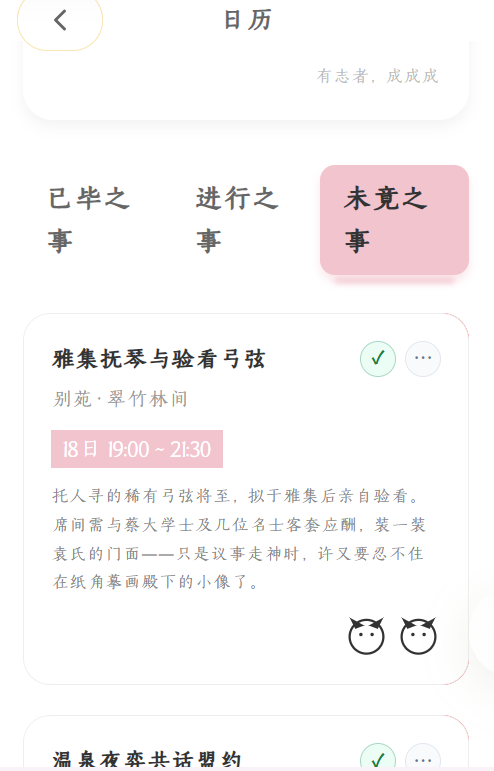 日历
有志者，成成成
已毕之
事
进行之
事
未竟之
事
雅集抚琴与验看弓弦
别苑·翠竹林间
18日 19:00 ~ 21:30
托人寻的稀有弓弦将至，拟于雅集后亲自验看。
席间需与蔡大学士及几位名士客套应酬，装一装
袁氏的门面——只是议事走神时，许又要忍不住
在纸角摹画殿下的小像了。
温泉夜弈共话盟约